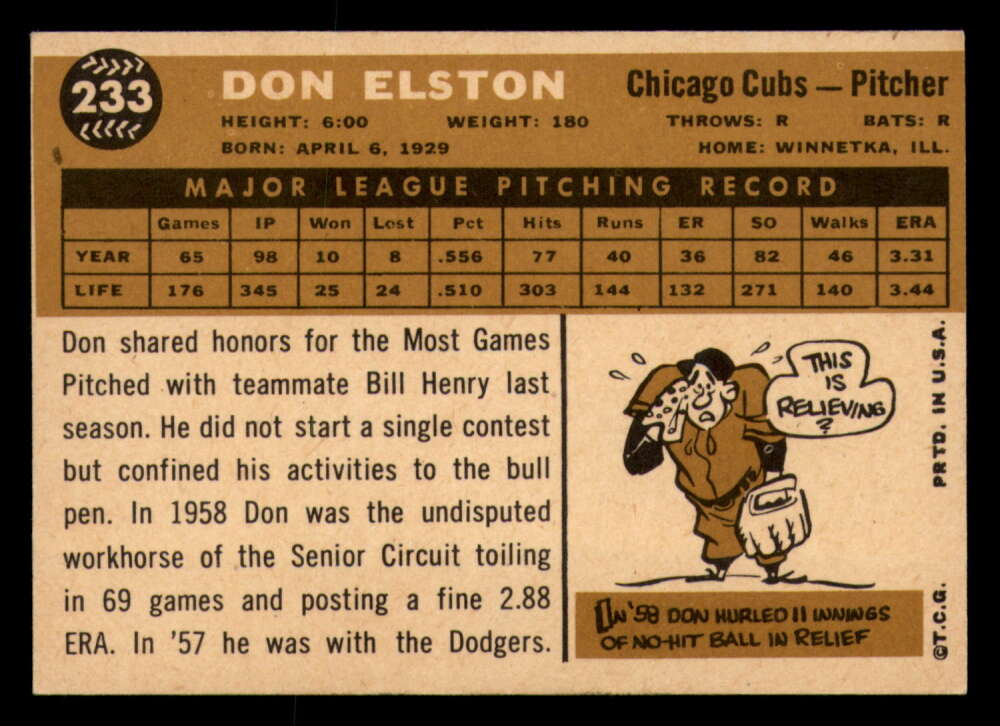 233
DON ELSTON
Chicago Cubs — Pitcher
HEIGHT: 6:00 WEIGHT: 180 THROWS: R BATS: R
BORN: APRIL 6, 1929 HOME: WINNETKA, ILL.
MAJOR LEAGUE PITCHING RECORD
Games IP Won Lost Pct Hits Runs ER SO Walks ERA
YEAR 65 98 10 8 .556 77 40 36 82 46 3.31
LIFE 176 345 25 24 .510 303 144 132 271 140 3.44
Don shared honors for the Most Games
Pitched with teammate Bill Henry last
season. He did not start a single contest
but confined his activities to the bull
pen. In 1958 Don was the undisputed
workhorse of the Senior Circuit toiling
in 69 games and posting a fine 2.88
ERA. In '57 he was with the Dodgers.
THIS
IS
RELIEVING
?
IN '58 DON HURLED 11 INNINGS
OF NO-HIT BALL IN RELIEF
©T.C.G. PRTD. IN U.S.A.